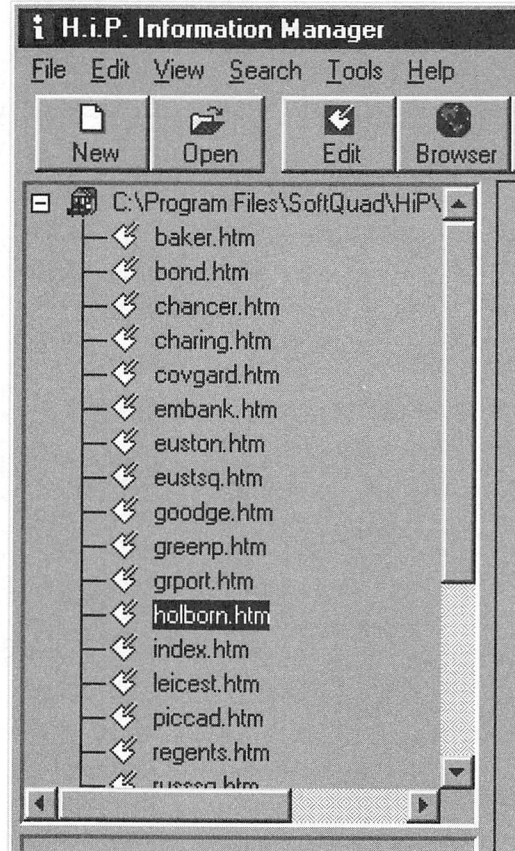 i H.i.P. Information Manager
File Edit View Search Tools Help
New Open Edit Browser
C:\Program Files\SoftQuad\HiP\
baker.htm
bond.htm
chancer.htm
charing.htm
covgard.htm
embank.htm
euston.htm
eustsq.htm
goodge.htm
greenp.htm
grport.htm
holborn.htm
index.htm
leicest.htm
piccad.htm
regents.htm
russsq.htm